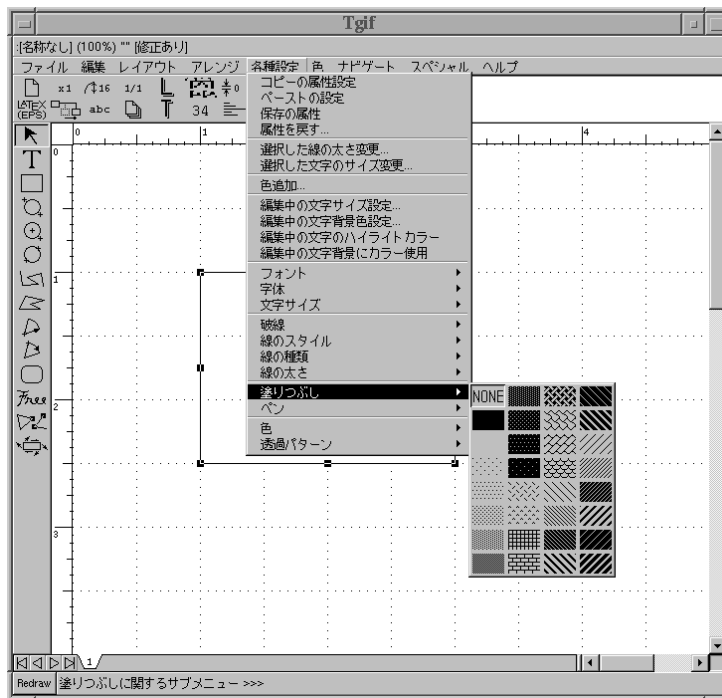 Tgif
:[名称なし] (100%) "" [修正あり]
ファイル 編集 レイアウト アレンジ 各種設定 色 ナビゲート スペシャル ヘルプ
x1 16 1/1 L 0
LATEX (EPS) abc T 34
コピーの属性設定
ペーストの設定
保存の属性
属性を戻す...
選択した線の太さ変更...
選択した文字のサイズ変更...
色追加...
編集中の文字サイズ設定...
編集中の文字背景色設定...
編集中の文字のハイライトカラー
編集中の文字背景にカラー使用
フォント
字体
文字サイズ
破線
線のスタイル
線の種類
線の太さ
塗りつぶし
ペン
色
透過パターン
NONE
0 1 4
0
1
2
3
T
Free
1
Redraw 塗りつぶしに関するサブメニュー >>>